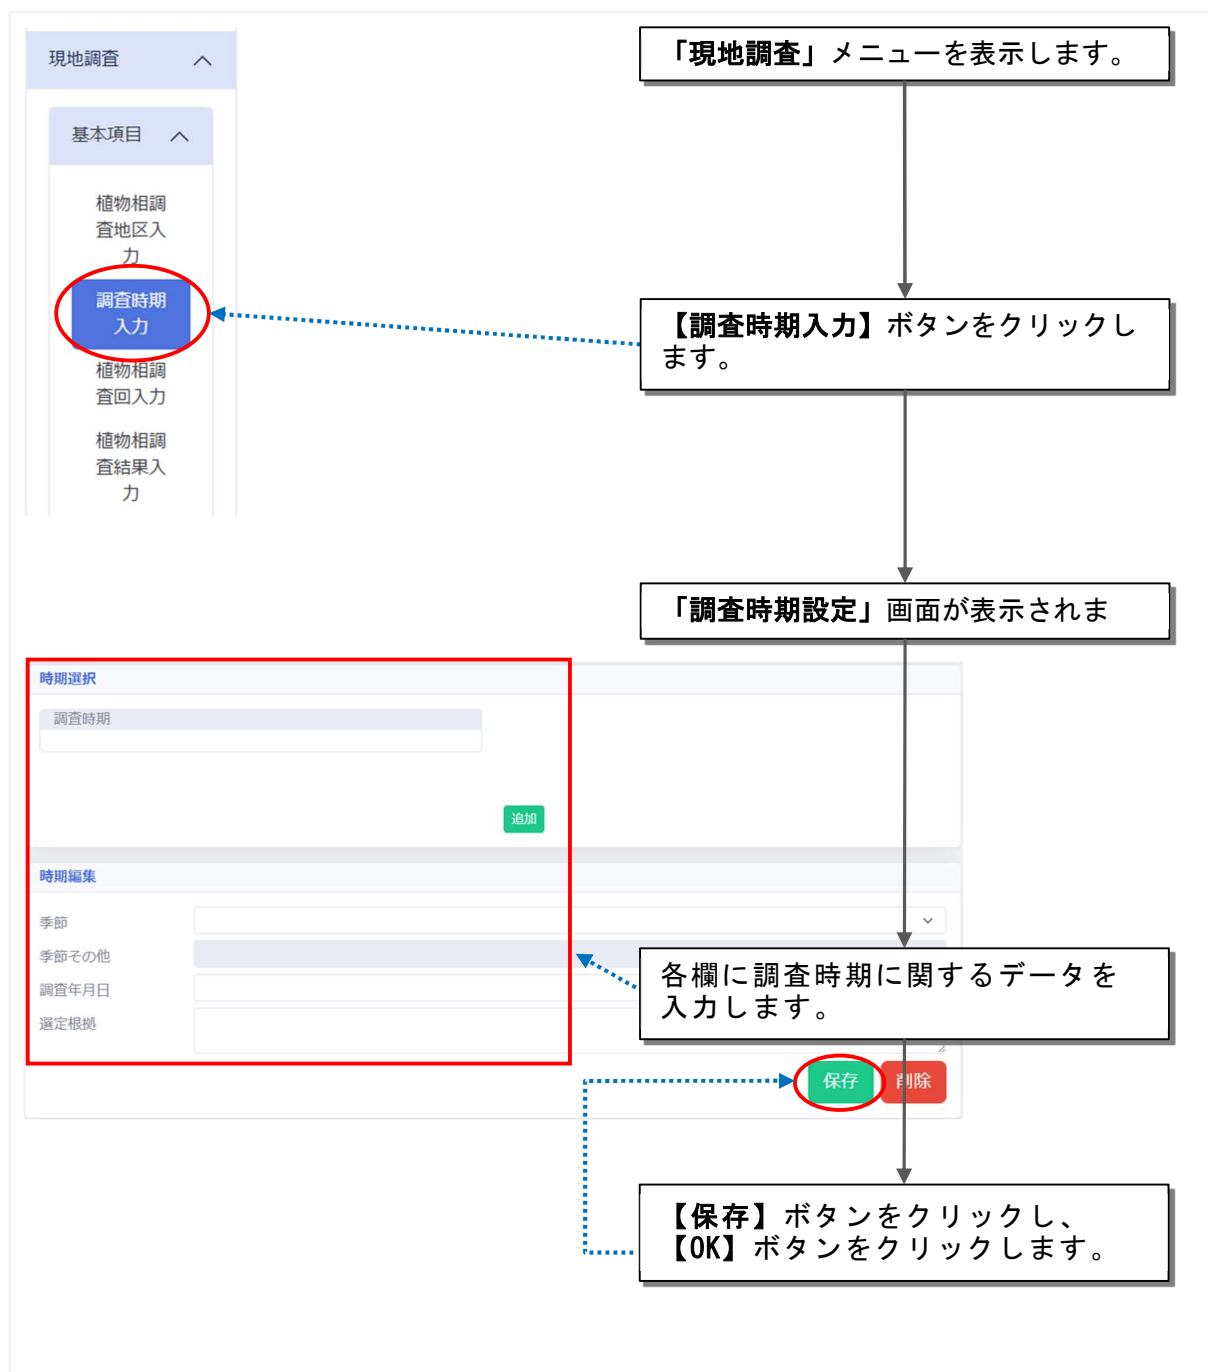 現地調査
基本項目
植物相調
査地区入
力
調査時期
入力
植物相調
査回入力
植物相調
査結果入
力
「現地調査」メニューを表示します。
【調査時期入力】ボタンをクリックし
ます。
「調査時期設定」画面が表示されま
時期選択
調査時期
追加
時期編集
季節
季節その他
調査年月日
選定根拠
各欄に調査時期に関するデータを
入力します。
保存
削除
【保存】ボタンをクリックし、
【OK】ボタンをクリックします。